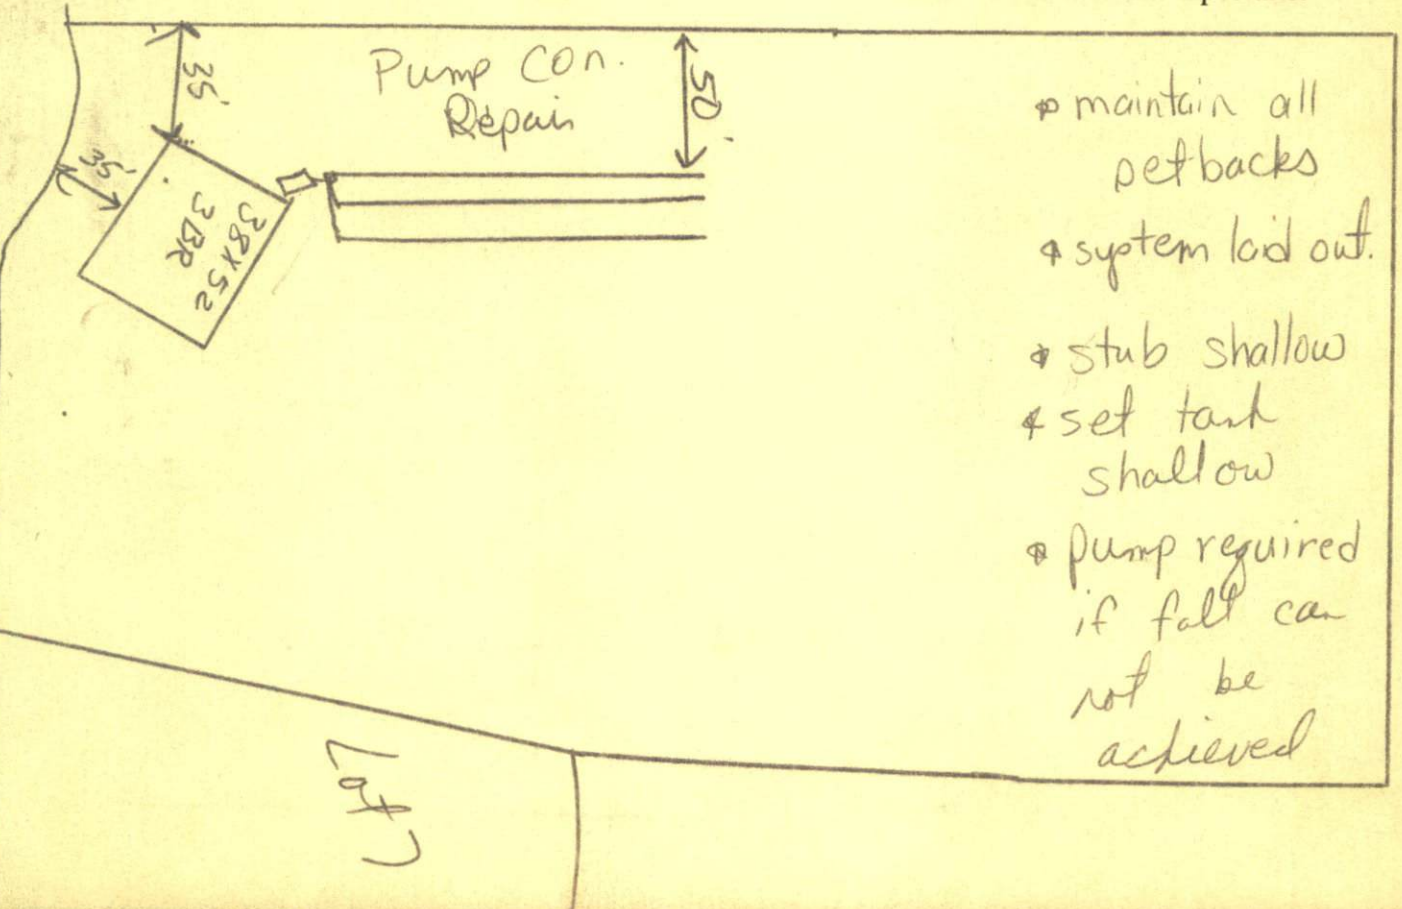 35'
Pump Con.
Repair
50'
35'
38x52
3BR
* maintain all
setbacks
* system laid out.
* stub shallow
* set tank
shallow
* pump required
if fall can
not be
achieved
Lot